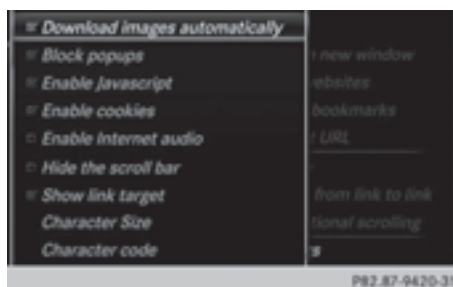 Download images automatically
Block popups
n new window
Enable Javascript
ebsites
Enable cookies
bookmarks
Enable Internet audio
URL
Hide the scroll bar
Show link target
from link to link
Character Size
tional scrolling
Character code
P82.87-9420-31